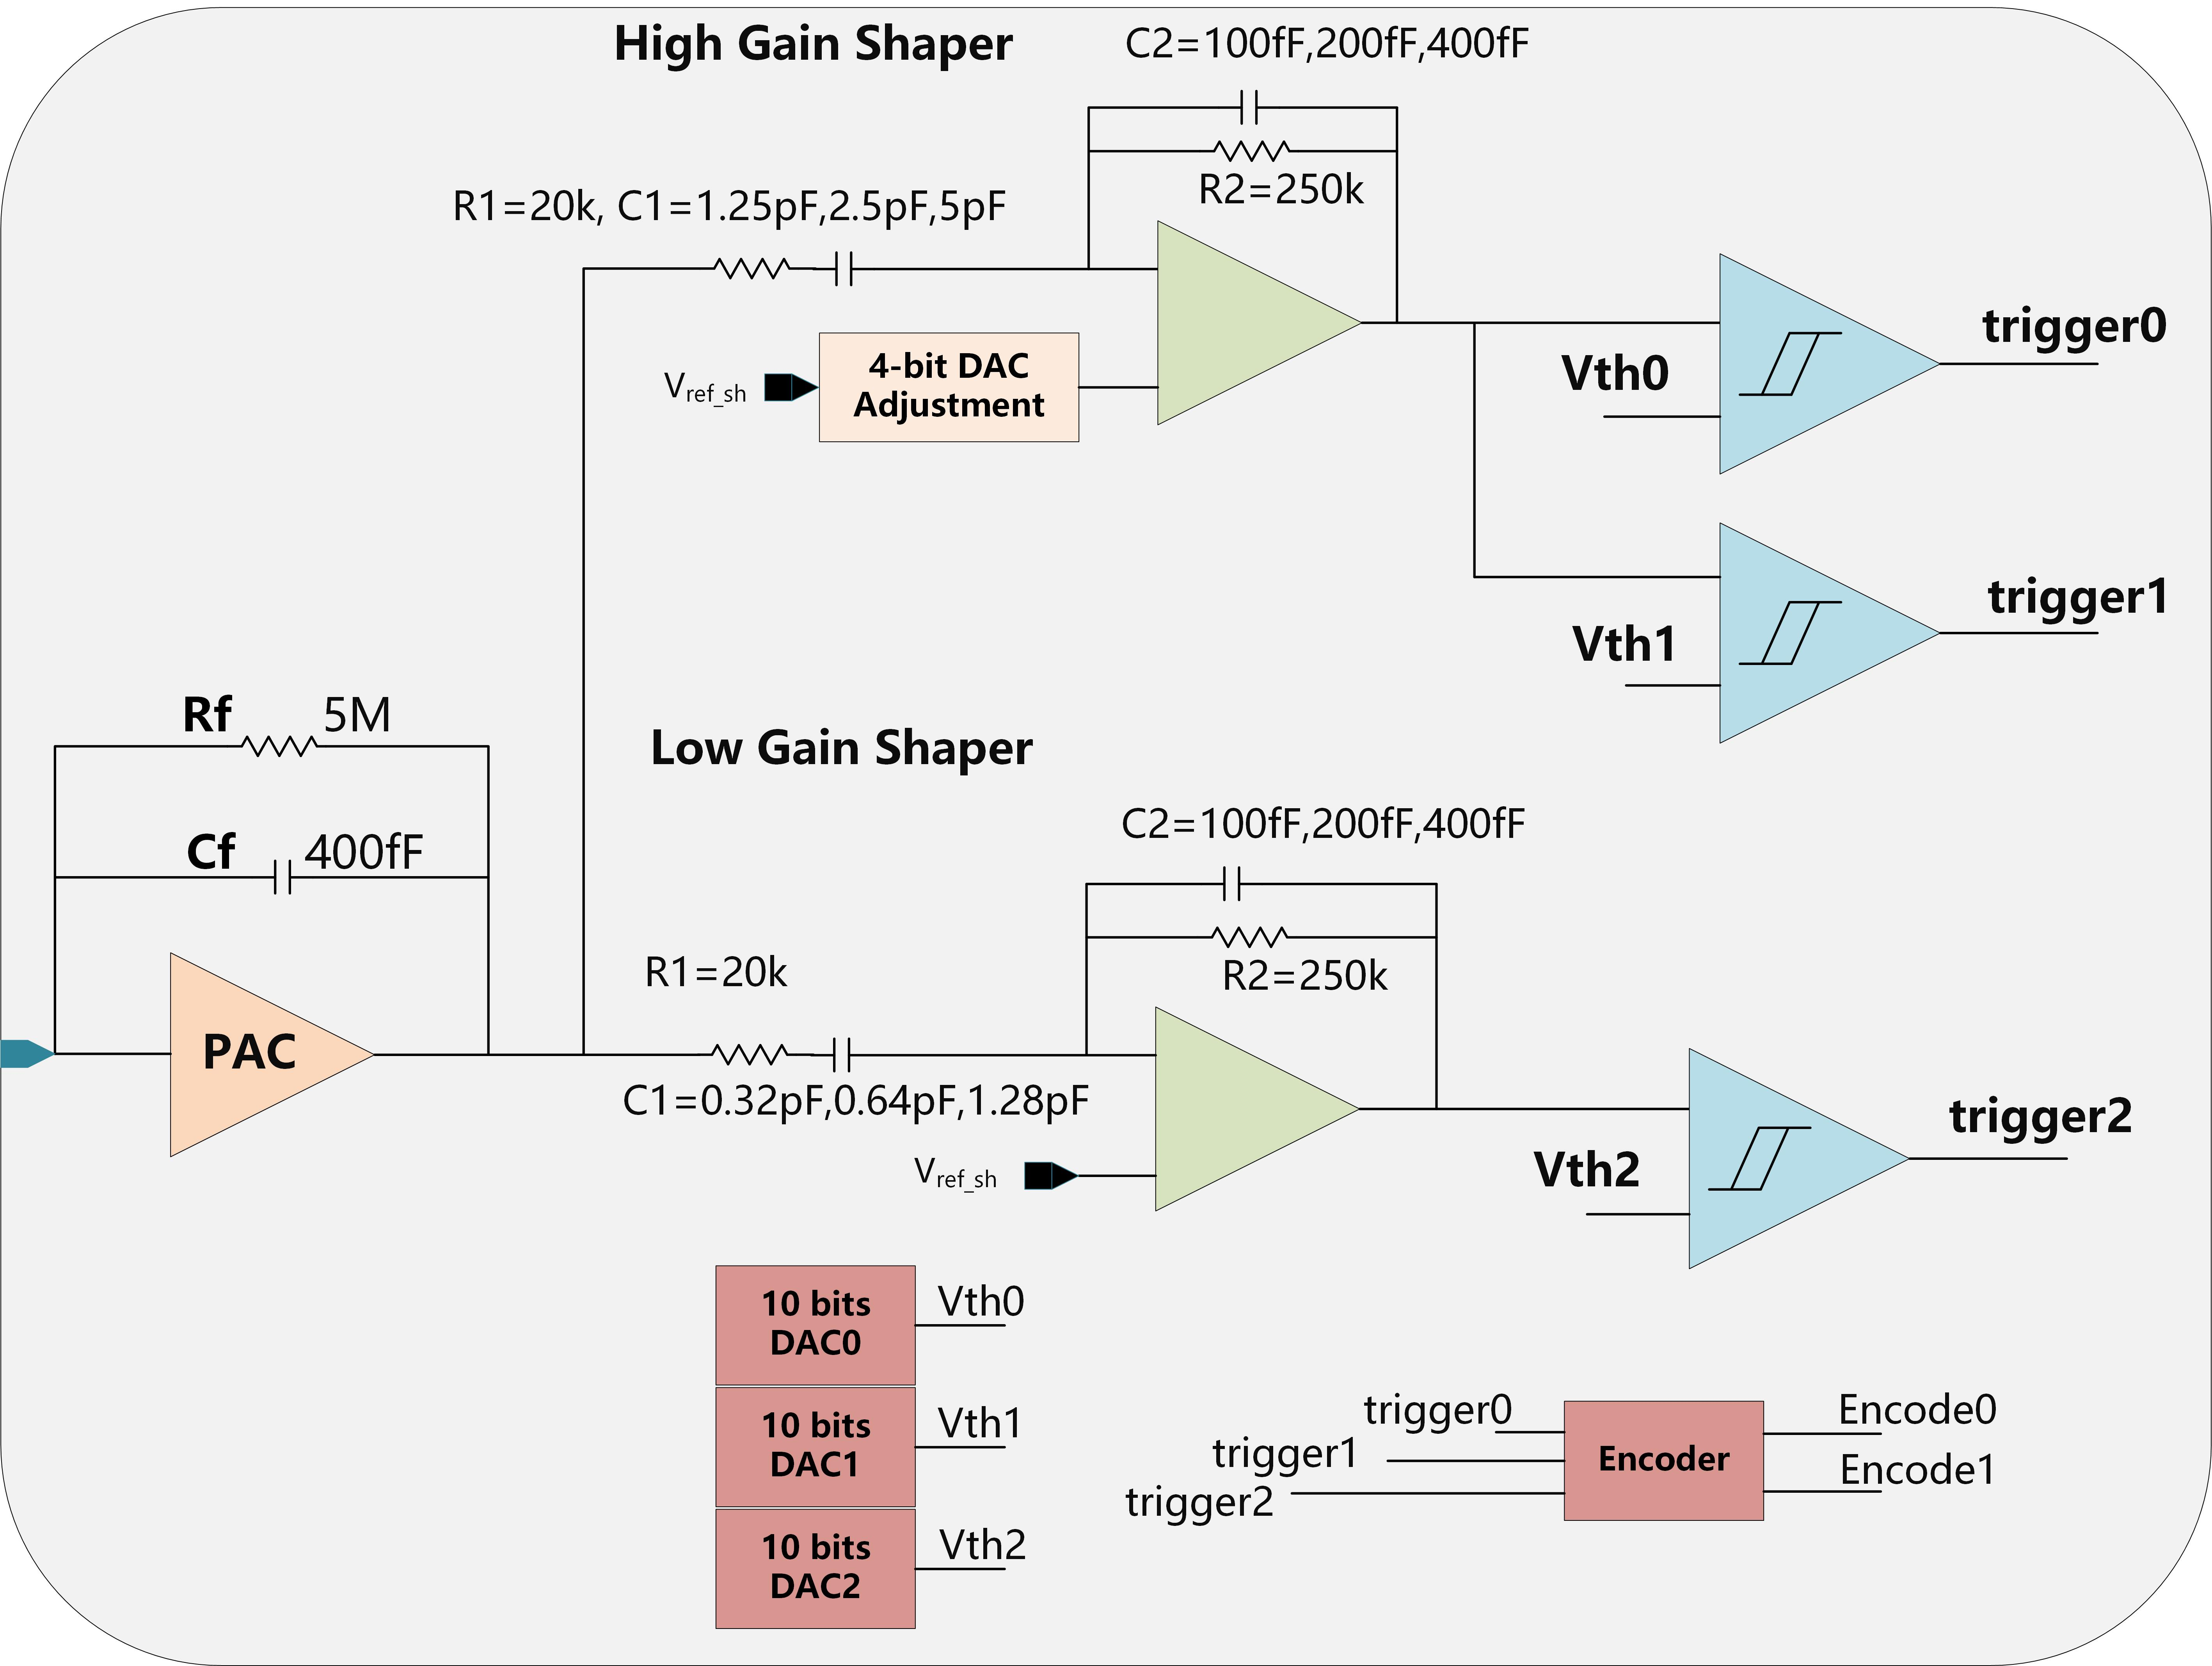 High Gain Shaper
C2=100fF,200fF,400fF
R2=250k
R1=20k, C1=1.25pF,2.5pF,5pF
4-bit DAC
Adjustment
Vref_sh
Vth0
trigger0
Vth1
trigger1
Rf 5M
Cf 400fF
PAC
Low Gain Shaper
C2=100fF,200fF,400fF
R2=250k
R1=20k
C1=0.32pF,0.64pF,1.28pF
Vref_sh
Vth2
trigger2
10 bits
DAC0
Vth0
10 bits
DAC1
Vth1
10 bits
DAC2
Vth2
trigger0
trigger1
trigger2
Encoder
Encode0
Encode1